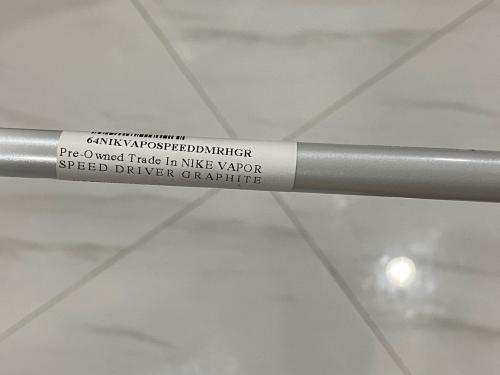 64NIKVAPOSPEEDDMRHGR
Pre-Owned Trade In NIKE VAPOR
SPEED DRIVER GRAPHITE